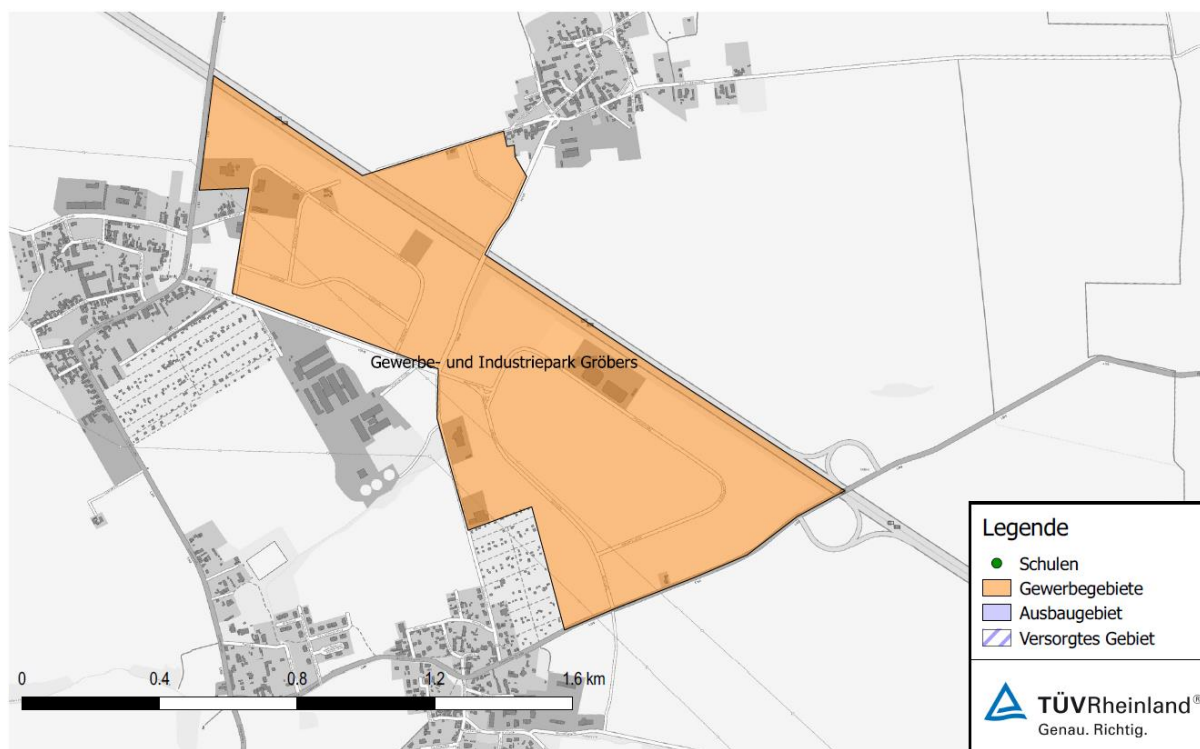 Gewerbe- und Industriepark Gröbers
0 0.4 0.8 1.2 1.6 km
Legende
Schulen
Gewerbegebiete
Ausbaugebiet
Versorgtes Gebiet
TÜVRheinland®
Genau. Richtig.